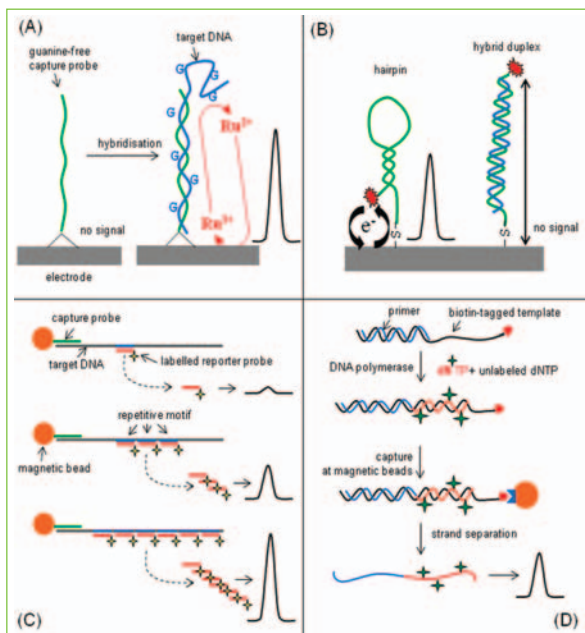 (A)
guanine-free
capture probe
target DNA
G
G
G
G
G
G
hybridisation
Ru²⁺
Ru³⁺
no signal
electrode
(B)
hairpin
hybrid duplex
e⁻
S
S
no signal
capture probe
target DNA
labelled reporter probe
repetitive motif
magnetic bead
(C)
primer
biotin-tagged template
DNA polymerase
+ unlabeled dNTP
capture
at magnetic beads
strand separation
(D)